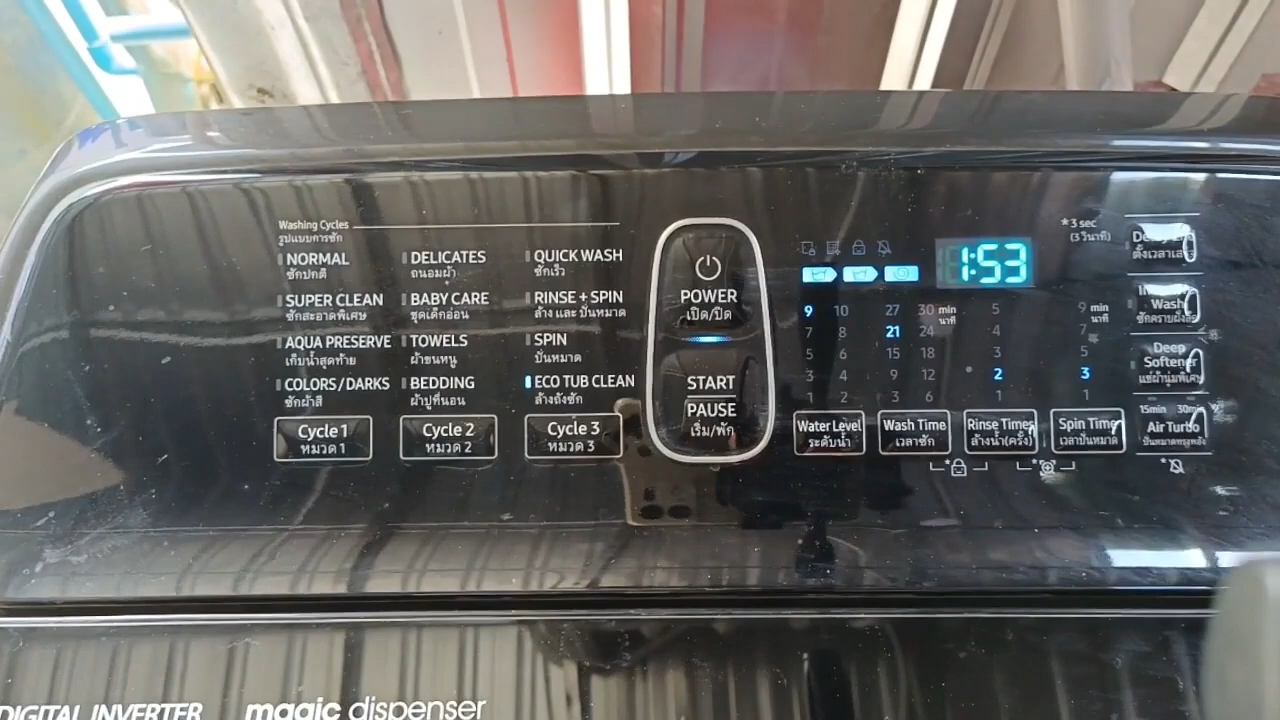 Washing Cycles
รูปแบบการซัก
NORMAL
ซักปกติ
SUPER CLEAN
ซักสะอาดพิเศษ
AQUA PRESERVE
เก็บน้ำสุดท้าย
COLORS/DARKS
ซักผ้าสี
Cycle 1
หมวด 1
DELICATES
ถนอมผ้า
BABY CARE
ชุดเด็กอ่อน
TOWELS
ผ้าขนหนู
BEDDING
ผ้าปูที่นอน
Cycle 2
หมวด 2
QUICK WASH
ซักเร็ว
RINSE + SPIN
ล้าง และ ปั่นหมาด
SPIN
ปั่นหมาด
ECO TUB CLEAN
ล้างถังซัก
Cycle 3
หมวด 3
POWER
เปิด/ปิด
START
PAUSE
เริ่ม/พัก
1:53
9 10
7 8
5 6
3 4
1 2
Water Level
ระดับน้ำ
27 30 min
นาที
21 24
15 18
9 12
3 6
Wash Time
เวลาซัก
5
4
3
2
1
Rinse Times
ล้างน้ำ(ครั้ง)
9 min
นาที
7
5
3
1
Spin Time
เวลาปั่นหมาด
*3 sec
(3 วินาที)
ตั้งเวลา
Wash
Deep
Softener
แช่ผ้านุ่มพิเศษ
15min 30min
Air Turbo
ปั่นหมาดทรงพลัง
DIGITAL INVERTER
magic dispenser